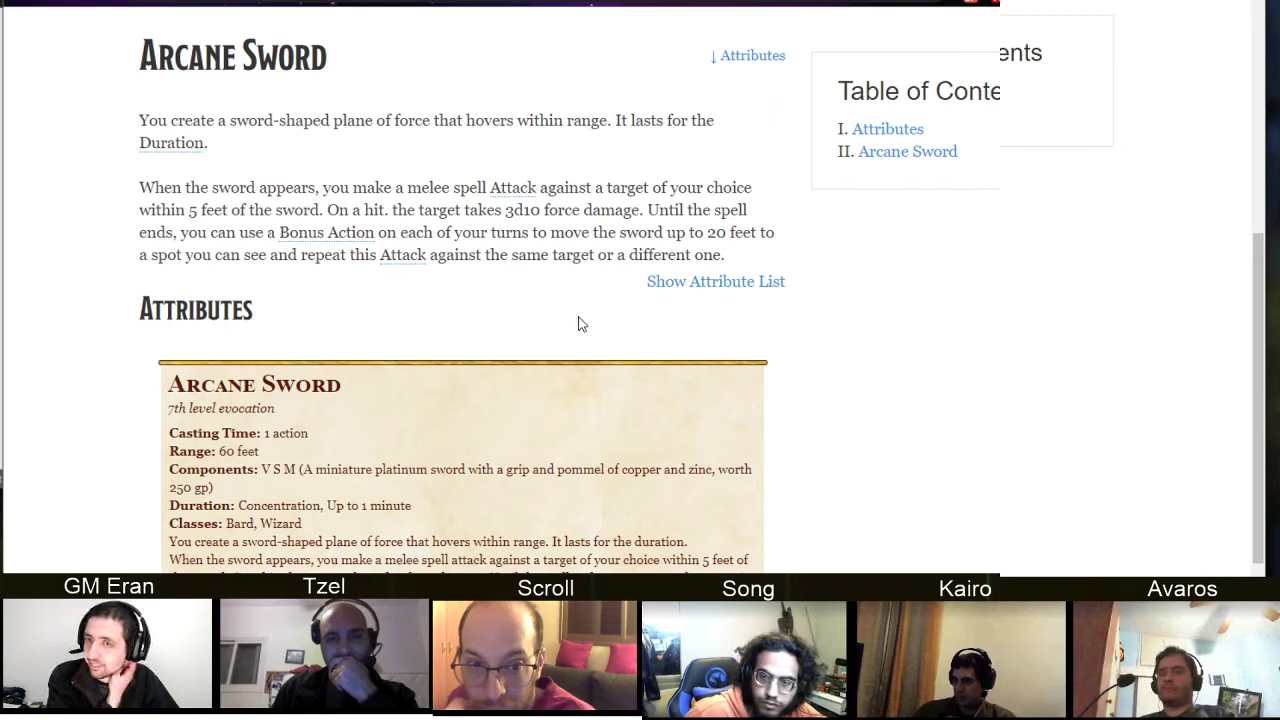 ARCANE SWORD
↓ Attributes
ents
Table of Conte
I. Attributes
II. Arcane Sword
You create a sword-shaped plane of force that hovers within range. It lasts for the
Duration.
When the sword appears, you make a melee spell Attack against a target of your choice
within 5 feet of the sword. On a hit. the target takes 3d10 force damage. Until the spell
ends, you can use a Bonus Action on each of your turns to move the sword up to 20 feet to
a spot you can see and repeat this Attack against the same target or a different one.
Show Attribute List
ATTRIBUTES
ARCANE SWORD
7th level evocation
Casting Time: 1 action
Range: 60 feet
Components: V S M (A miniature platinum sword with a grip and pommel of copper and zinc, worth
250 gp)
Duration: Concentration, Up to 1 minute
Classes: Bard, Wizard
You create a sword-shaped plane of force that hovers within range. It lasts for the duration.
When the sword appears, you make a melee spell attack against a target of your choice within 5 feet of
GM Eran
Tzel
Scroll
Song
Kairo
Avaros